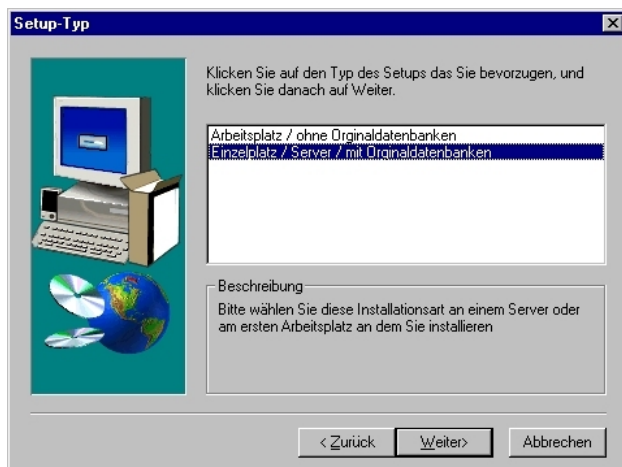 Setup-Typ
Klicken Sie auf den Typ des Setups das Sie bevorzugen, und
klicken Sie danach auf Weiter.
Arbeitsplatz / ohne Orginaldatenbanken
Einzelplatz / Server / mit Orginaldatenbanken
Beschreibung
Bitte wählen Sie diese Installationsart an einem Server oder
am ersten Arbeitsplatz an dem Sie installieren
< Zurück
Weiter>
Abbrechen